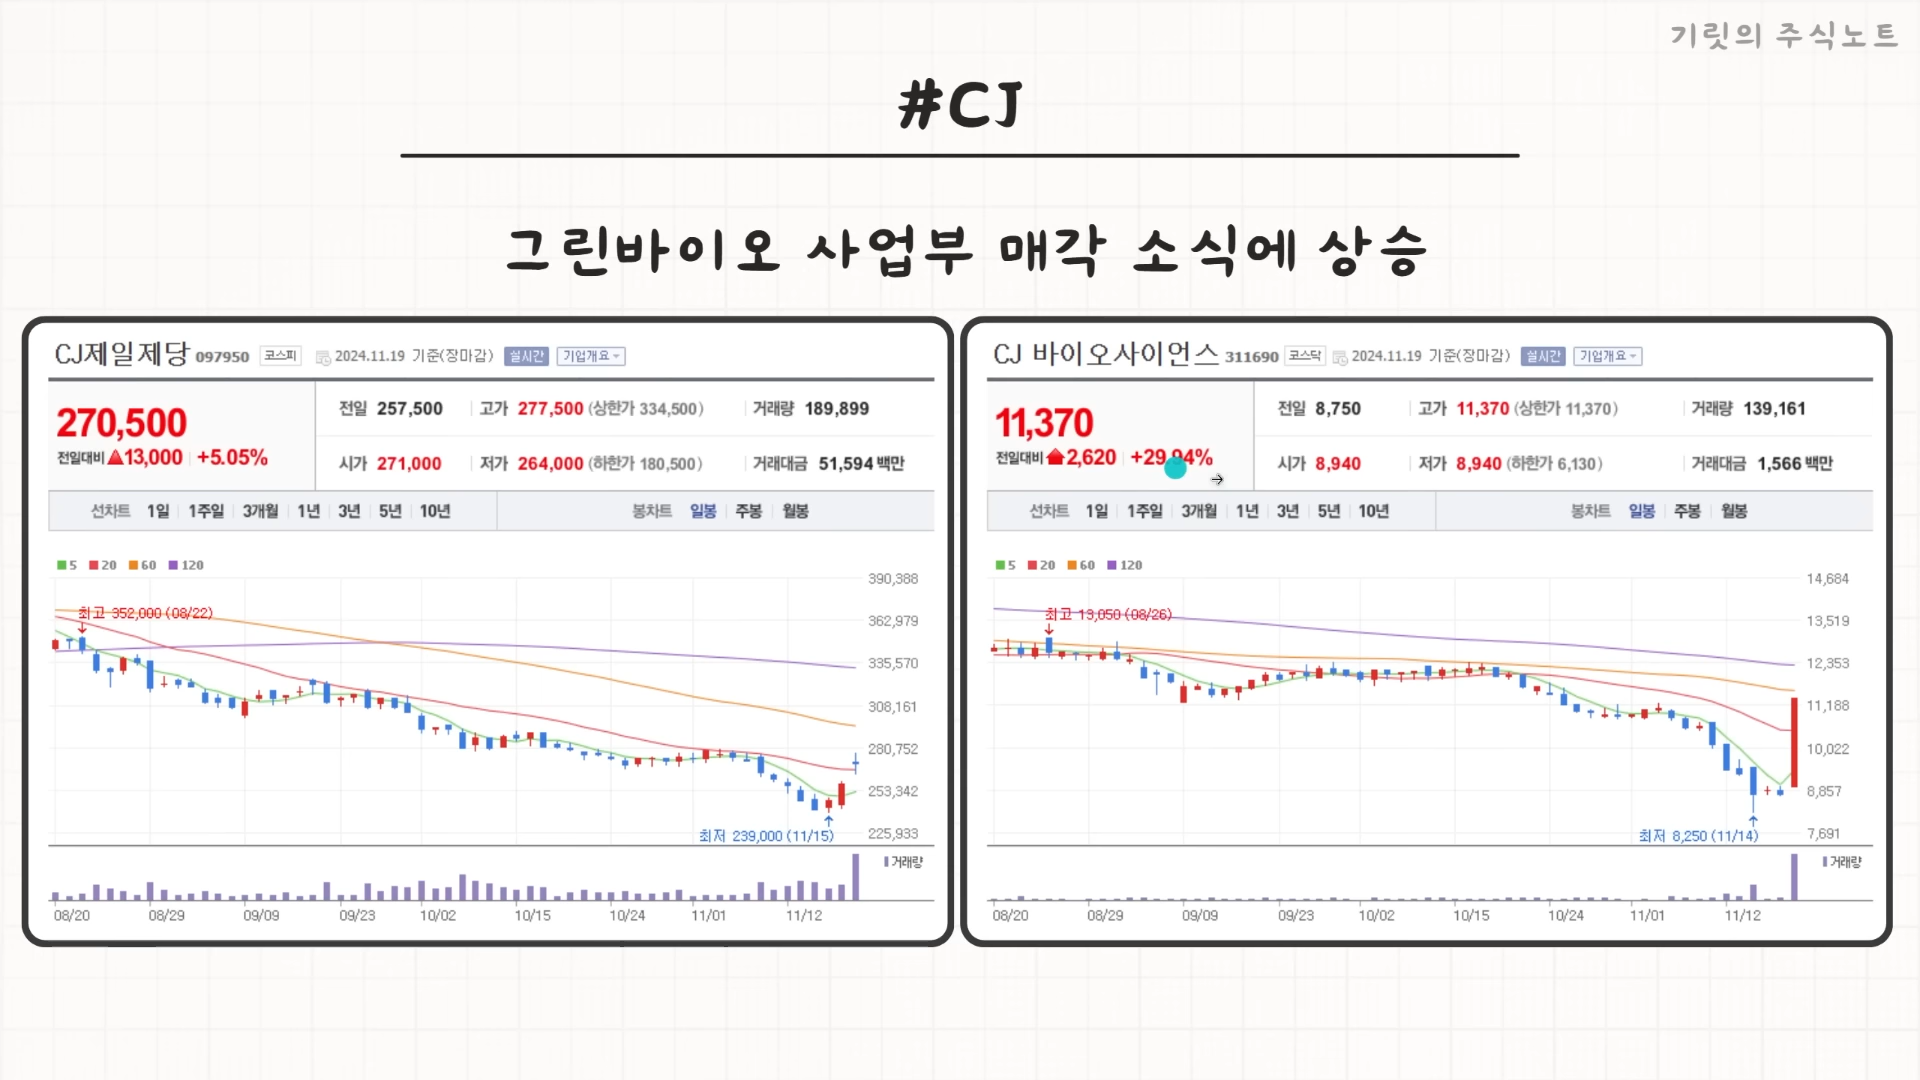 기릿의 주식노트
#CJ
그린바이오 사업부 매각 소식에 상승
CJ제일제당 097950 코스피 2024.11.19 기준(장마감) 실시간 기업개요
270,500
전일대비 13,000 +5.05%
전일 257,500 고가 277,500 (상한가 334,500) 거래량 189,899
시가 271,000 저가 264,000 (하한가 180,500) 거래대금 51,594 백만
선차트 1일 1주일 3개월 1년 3년 5년 10년 봉차트 일봉 주봉 월봉
5 20 60 120
최고 352,000 (08/22)
390,388
362,979
335,570
308,161
280,752
253,342
225,933
최저 239,000 (11/15)
거래량
08/20 08/29 09/09 09/23 10/02 10/15 10/24 11/01 11/12
CJ 바이오사이언스 311690 코스닥 2024.11.19 기준(장마감) 실시간 기업개요
11,370
전일대비 2,620 +29.94%
전일 8,750 고가 11,370 (상한가 11,370) 거래량 139,161
시가 8,940 저가 8,940 (하한가 6,130) 거래대금 1,566 백만
선차트 1일 1주일 3개월 1년 3년 5년 10년 봉차트 일봉 주봉 월봉
5 20 60 120
최고 13,050 (08/26)
14,684
13,519
12,353
11,188
10,022
8,857
7,691
최저 8,250 (11/14)
거래량
08/20 08/29 09/09 09/23 10/02 10/15 10/24 11/01 11/12